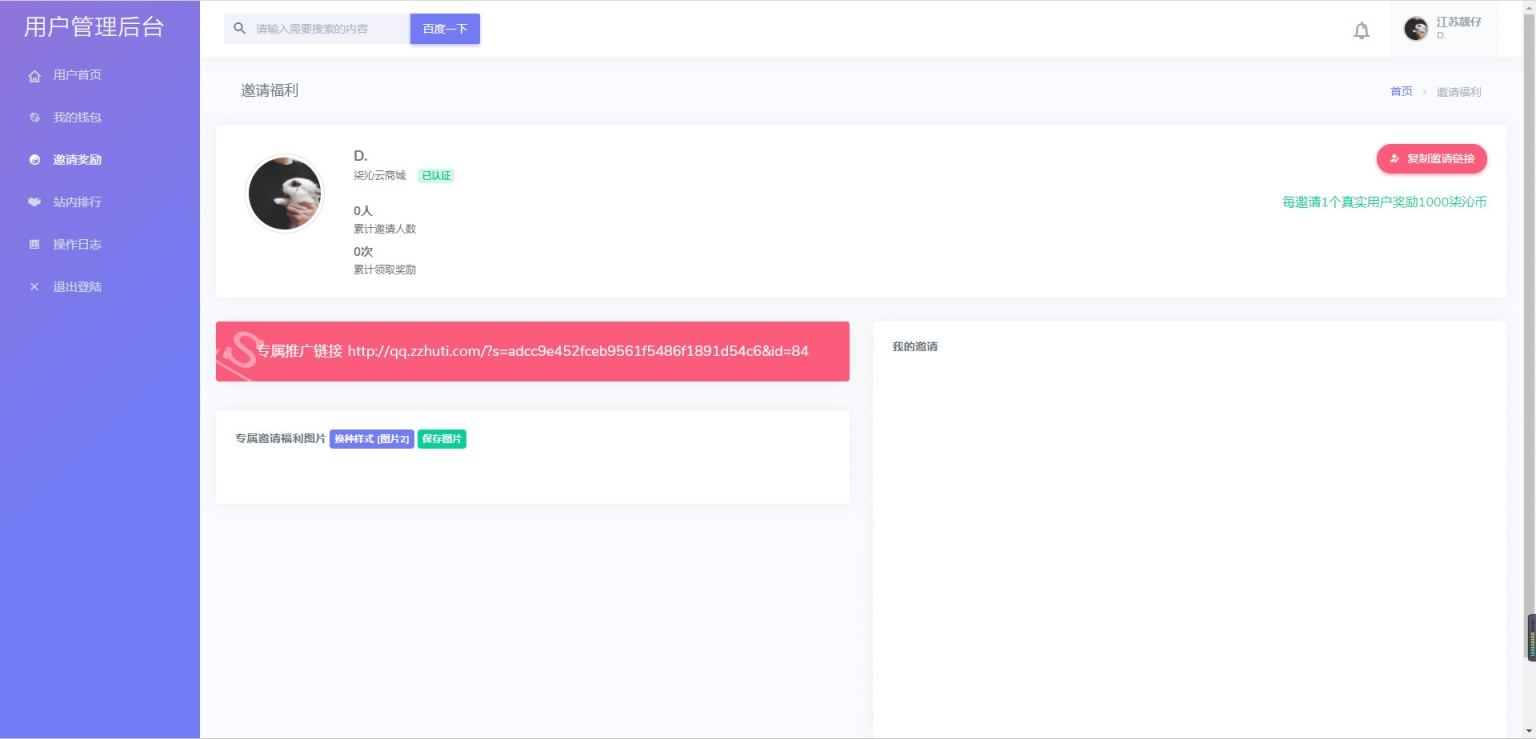 用户管理后台
用户首页
我的钱包
邀请奖励
站内排行
操作日志
退出登陆
请输入需要搜索的内容
百度一下
江苏靓仔
D.
邀请福利
首页 › 邀请福利
D.
柒沁云商城 已认证
0人
累计邀请人数
0次
累计领取奖励
复制邀请链接
每邀请1个真实用户奖励1000柒沁币
专属推广链接 http://qq.zzhuti.com/?s=adcc9e452fceb9561f5486f1891d54c6&id=84
专属邀请福利图片 换种样式 [图片2] 保存图片
我的邀请